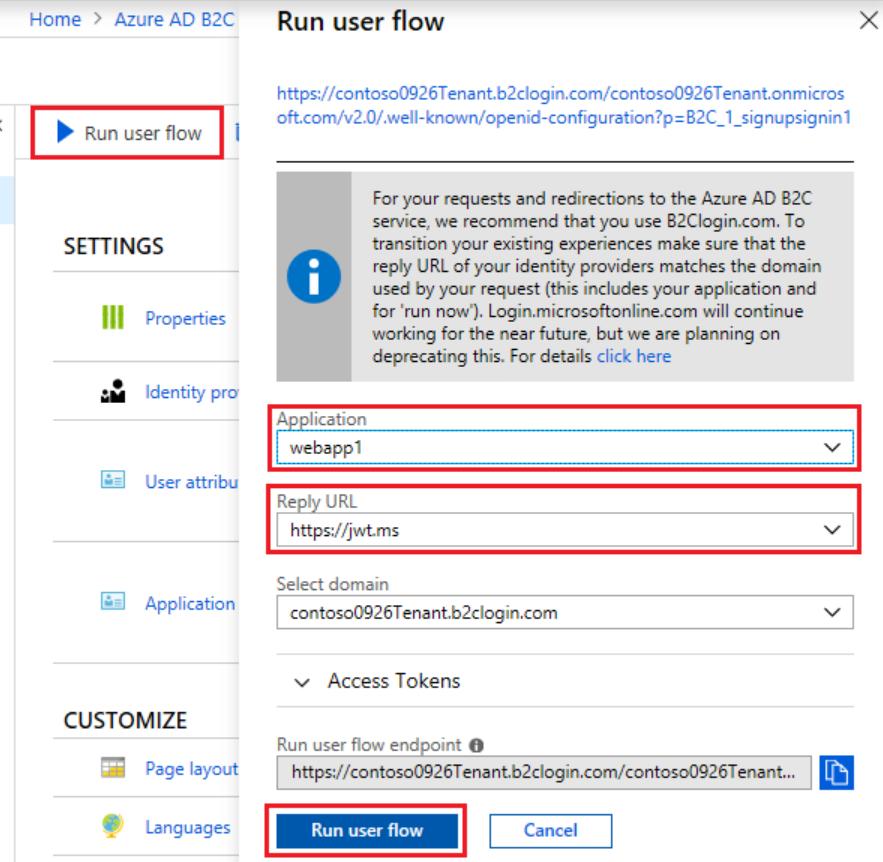 Home > Azure AD B2C
Run user flow
Run user flow
https://contoso0926Tenant.b2clogin.com/contoso0926Tenant.onmicros
oft.com/v2.0/.well-known/openid-configuration?p=B2C_1_signupsignin1
For your requests and redirections to the Azure AD B2C
service, we recommend that you use B2Clogin.com. To
transition your existing experiences make sure that the
reply URL of your identity providers matches the domain
used by your request (this includes your application and
for 'run now'). Login.microsoftonline.com will continue
working for the near future, but we are planning on
deprecating this. For details click here
SETTINGS
Properties
Identity pro
User attribu
Application
CUSTOMIZE
Page layout
Languages
Application
webapp1
Reply URL
https://jwt.ms
Select domain
contoso0926Tenant.b2clogin.com
Access Tokens
Run user flow endpoint
https://contoso0926Tenant.b2clogin.com/contoso0926Tenant...
Run user flow
Cancel